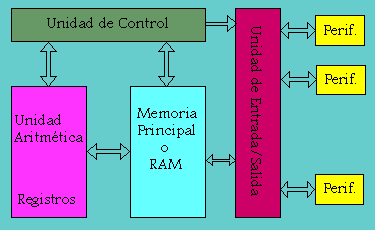 Unidad de Control
Unidad
Aritmética
Registros
Memoria
Principal
o
RAM
Unidad de Entrada/Salida
Perif.
Perif.
Perif.